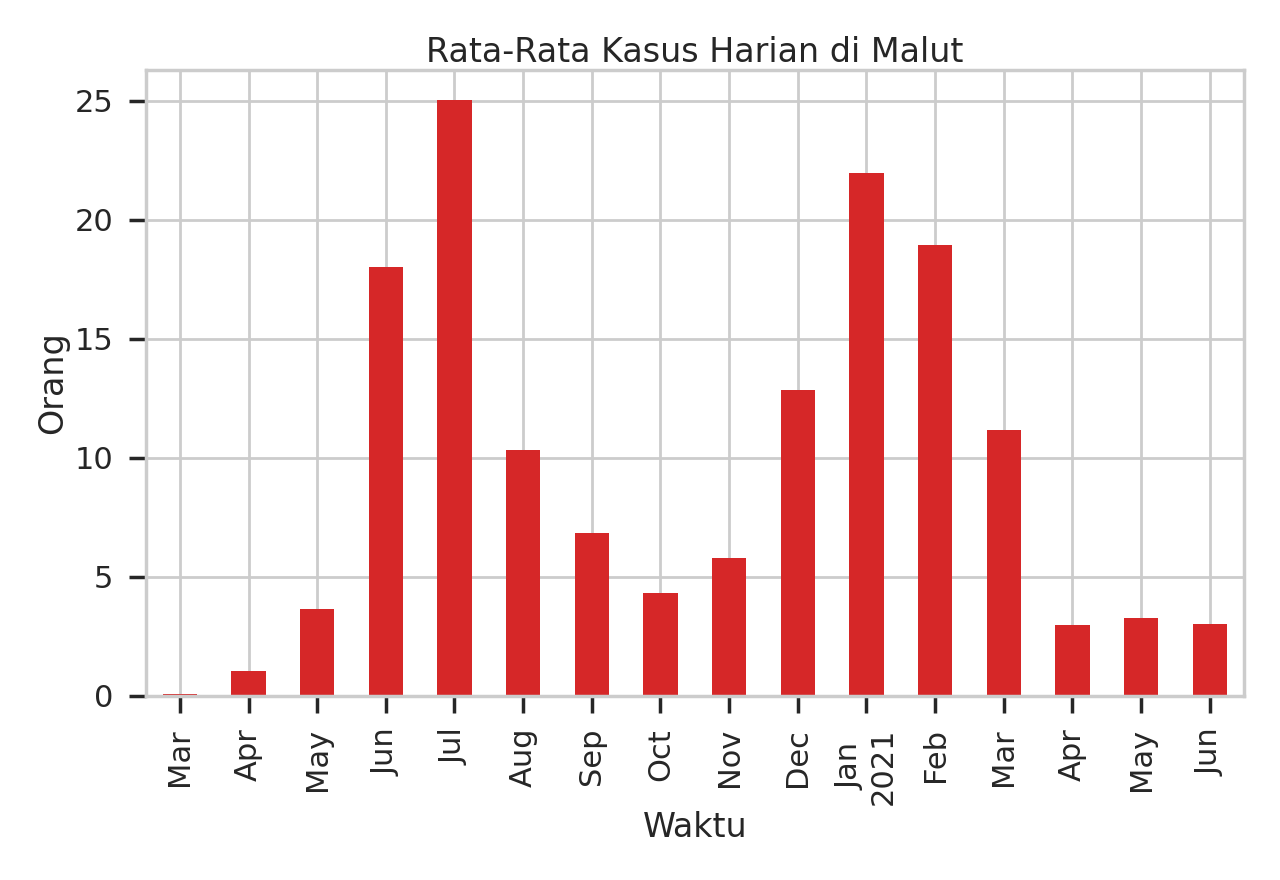 Rata-Rata Kasus Harian di Malut
25
20
15
10
5
0
Orang
Mar
Apr
May
Jun
Jul
Aug
Sep
Oct
Nov
Dec
Jan
2021
Feb
Mar
Apr
May
Jun
Waktu